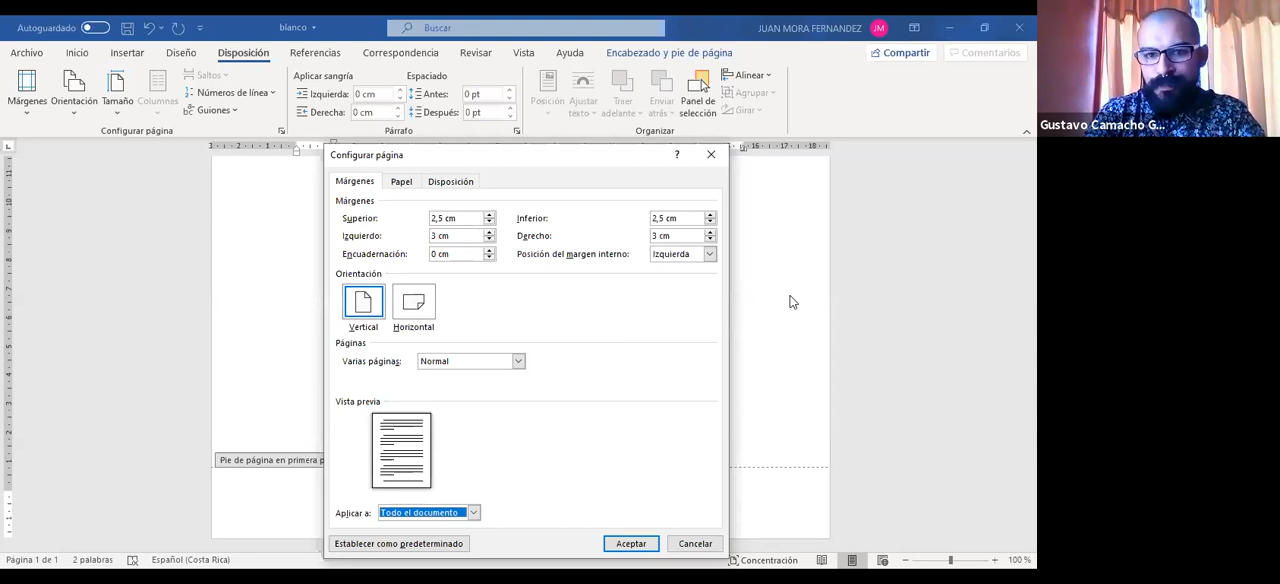 Autoguardado
blanco
Buscar
JUAN MORA FERNANDEZ
JM
Archivo Inicio Insertar Diseño Disposición Referencias Correspondencia Revisar Vista Ayuda Encabezado y pie de página
Compartir
Comentarios
Márgenes Orientación Tamaño Columnas
Saltos
Números de línea
Guiones
Configurar página
Aplicar sangría Espaciado
Izquierda: 0 cm Antes: 0 pt
Derecha: 0 cm Después: 0 pt
Párrafo
Posición Ajustar texto Traer adelante Enviar atrás Panel de selección
Alinear
Agrupar
Girar
Organizar
Gustavo Camacho G...
3 2 1 16 17 18
Configurar página
Márgenes Papel Disposición
Márgenes
Superior: 2,5 cm Inferior: 2,5 cm
Izquierdo: 3 cm Derecho: 3 cm
Encuadernación: 0 cm Posición del margen interno: Izquierda
Orientación
Vertical Horizontal
Páginas
Varias páginas: Normal
Vista previa
Pie de página en primera p
Aplicar a: Todo el documento
Establecer como predeterminado Aceptar Cancelar
Página 1 de 1 2 palabras Español (Costa Rica) Concentración 100 %